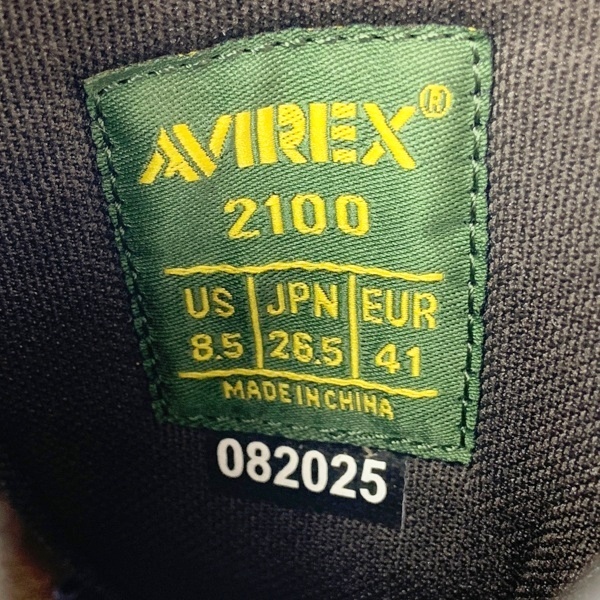 AVIREX®
2100
US JPN EUR
8.5 26.5 41
MADE IN CHINA
082025